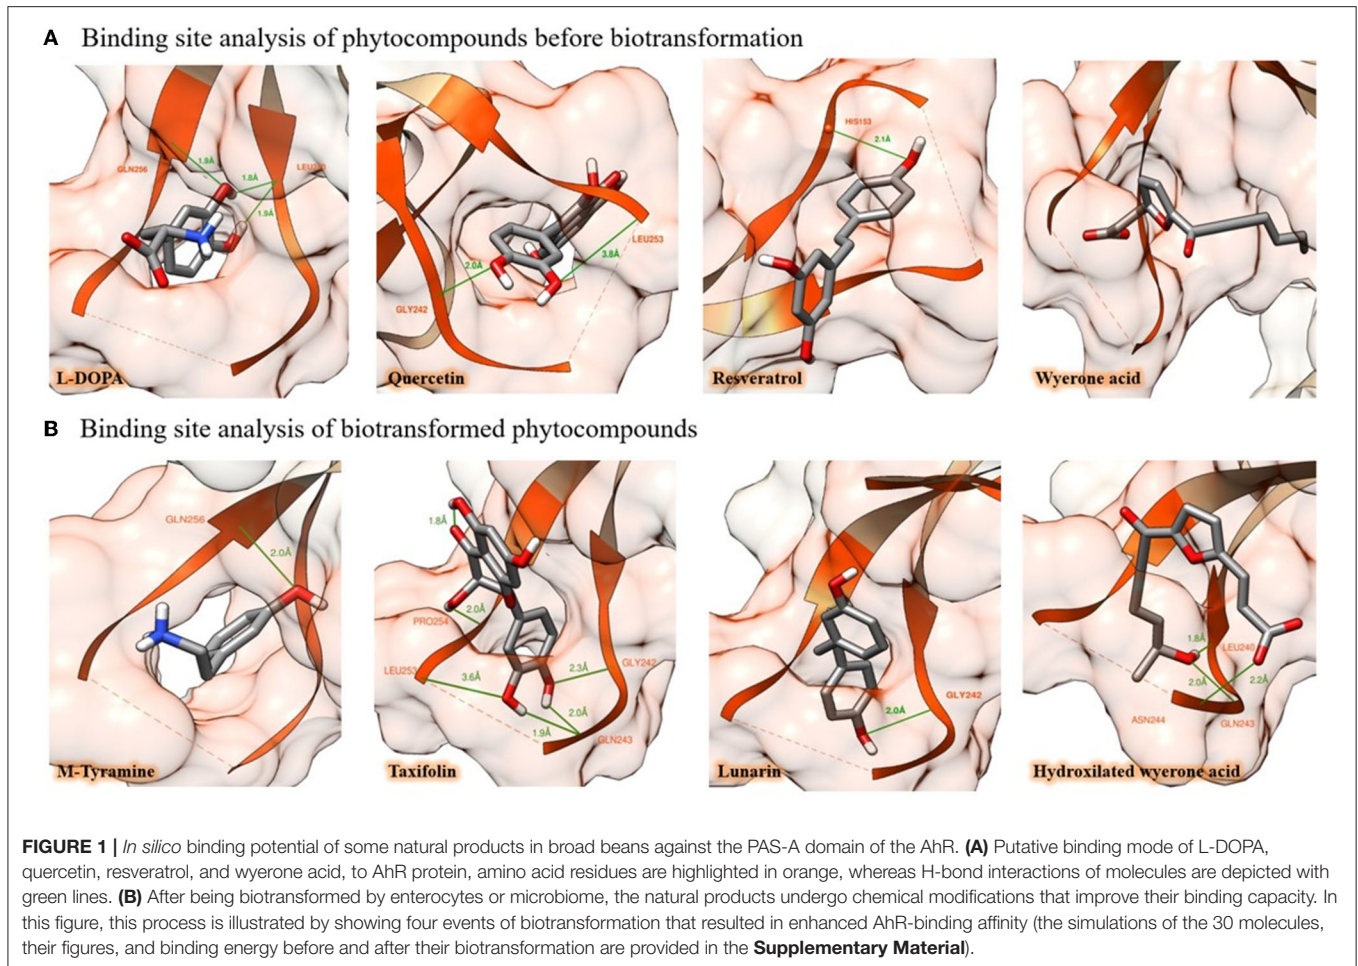 A Binding site analysis of phytocompounds before biotransformation
GLN256
1.9Å
1.8Å
1.9Å
L-DOPA
2.0Å
GLY242
LEU253
3.8Å
Quercetin
HIS153
2.1Å
Resveratrol
Wyerone acid
B Binding site analysis of biotransformed phytocompounds
GLN256
2.0Å
M-Tyramine
1.8Å
2.0Å
PRO254
LEU253
3.6Å
2.3Å
GLY242
2.0Å
1.9Å
GLN243
Taxifolin
GLY242
2.0Å
Lunarin
1.8Å
LEU240
2.0Å
2.2Å
ASN244
GLN243
Hydroxilated wyerone acid
FIGURE 1 | In silico binding potential of some natural products in broad beans against the PAS-A domain of the AhR. (A) Putative binding mode of L-DOPA,
quercetin, resveratrol, and wyerone acid, to AhR protein, amino acid residues are highlighted in orange, whereas H-bond interactions of molecules are depicted with
green lines. (B) After being biotransformed by enterocytes or microbiome, the natural products undergo chemical modifications that improve their binding capacity. In
this figure, this process is illustrated by showing four events of biotransformation that resulted in enhanced AhR-binding affinity (the simulations of the 30 molecules,
their figures, and binding energy before and after their biotransformation are provided in the Supplementary Material).